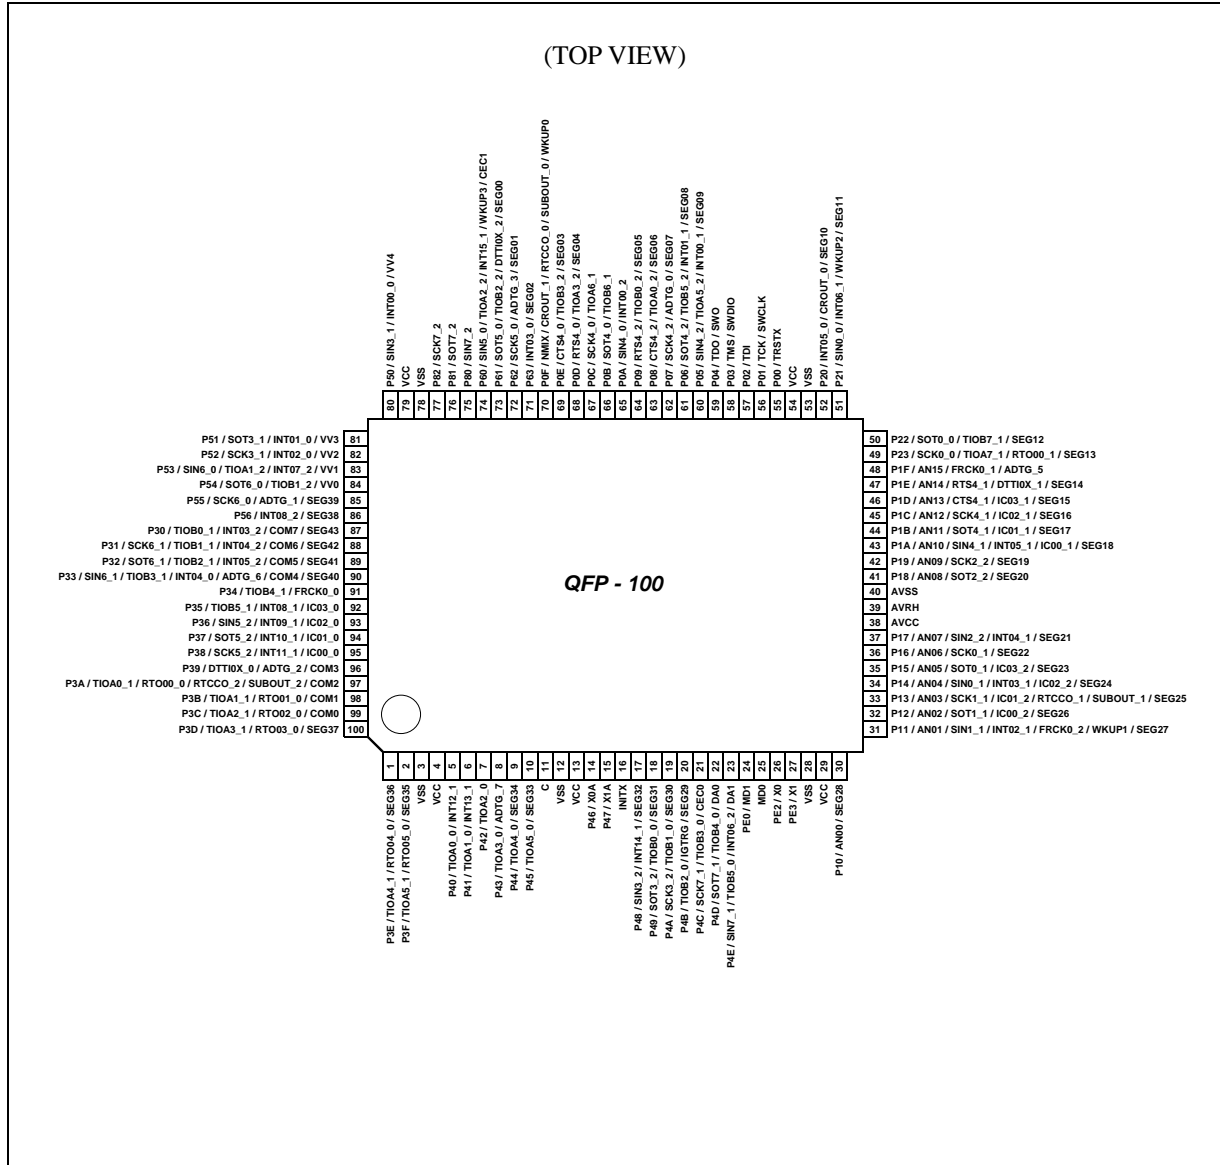 (TOP VIEW)
P50 / SIN3_1 / INT00_0 / VV4
VCC
VSS
P82 / SCK7_2
P81 / SOT7_2
P80 / SIN7_2
P60 / SIN5_0 / TIOA2_2 / INT15_1 / WKUP3 / CEC1
P61 / SOT5_0 / TIOB2_2 / DTTI0X_2 / SEG00
P62 / SCK5_0 / ADTG_3 / SEG01
P63 / INT03_0 / SEG02
P0F / NMIX / CROUT_1 / RTCCO_0 / SUBOUT_0 / WKUP0
P0E / CTS4_0 / TIOB3_2 / SEG03
P0D / RTS4_0 / TIOA3_2 / SEG04
P0C / SCK4_0 / TIOA6_1
P0B / SOT4_0 / TIOB6_1
P0A / SIN4_0 / INT00_2
P09 / RTS4_2 / TIOB0_2 / SEG05
P08 / CTS4_2 / TIOA0_2 / SEG06
P07 / SCK4_2 / ADTG_0 / SEG07
P06 / SOT4_2 / TIOB5_2 / INT01_1 / SEG08
P05 / SIN4_2 / TIOA5_2 / INT00_1 / SEG09
P04 / TDO / SWO
P03 / TMS / SWDIO
P02 / TDI
P01 / TCK / SWCLK
P00 / TRSTX
VCC
VSS
P20 / INT05_0 / CROUT_0 / SEG10
P21 / SIN0_0 / INT06_1 / WKUP2 / SEG11
80 79 78 77 76 75 74 73 72 71 70 69 68 67 66 65 64 63 62 61 60 59 58 57 56 55 54 53 52 51
P51 / SOT3_1 / INT01_0 / VV3 81
P52 / SCK3_1 / INT02_0 / VV2 82
P53 / SIN6_0 / TIOA1_2 / INT07_2 / VV1 83
P54 / SOT6_0 / TIOB1_2 / VV0 84
P55 / SCK6_0 / ADTG_1 / SEG39 85
P56 / INT08_2 / SEG38 86
P30 / TIOB0_1 / INT03_2 / COM7 / SEG43 87
P31 / SCK6_1 / TIOB1_1 / INT04_2 / COM6 / SEG42 88
P32 / SOT6_1 / TIOB2_1 / INT05_2 / COM5 / SEG41 89
P33 / SIN6_1 / TIOB3_1 / INT04_0 / ADTG_6 / COM4 / SEG40 90
P34 / TIOB4_1 / FRCK0_0 91
P35 / TIOB5_1 / INT08_1 / IC03_0 92
P36 / SIN5_2 / INT09_1 / IC02_0 93
P37 / SOT5_2 / INT10_1 / IC01_0 94
P38 / SCK5_2 / INT11_1 / IC00_0 95
P39 / DTTI0X_0 / ADTG_2 / COM3 96
P3A / TIOA0_1 / RTO00_0 / RTCCO_2 / SUBOUT_2 / COM2 97
P3B / TIOA1_1 / RTO01_0 / COM1 98
P3C / TIOA2_1 / RTO02_0 / COM0 99
P3D / TIOA3_1 / RTO03_0 / SEG37 100
QFP - 100
50 P22 / SOT0_0 / TIOB7_1 / SEG12
49 P23 / SCK0_0 / TIOA7_1 / RTO00_1 / SEG13
48 P1F / AN15 / FRCK0_1 / ADTG_5
47 P1E / AN14 / RTS4_1 / DTTI0X_1 / SEG14
46 P1D / AN13 / CTS4_1 / IC03_1 / SEG15
45 P1C / AN12 / SCK4_1 / IC02_1 / SEG16
44 P1B / AN11 / SOT4_1 / IC01_1 / SEG17
43 P1A / AN10 / SIN4_1 / INT05_1 / IC00_1 / SEG18
42 P19 / AN09 / SCK2_2 / SEG19
41 P18 / AN08 / SOT2_2 / SEG20
40 AVSS
39 AVRH
38 AVCC
37 P17 / AN07 / SIN2_2 / INT04_1 / SEG21
36 P16 / AN06 / SCK0_1 / SEG22
35 P15 / AN05 / SOT0_1 / IC03_2 / SEG23
34 P14 / AN04 / SIN0_1 / INT03_1 / IC02_2 / SEG24
33 P13 / AN03 / SCK1_1 / IC01_2 / RTCCO_1 / SUBOUT_1 / SEG25
32 P12 / AN02 / SOT1_1 / IC00_2 / SEG26
31 P11 / AN01 / SIN1_1 / INT02_1 / FRCK0_2 / WKUP1 / SEG27
1 2 3 4 5 6 7 8 9 10 11 12 13 14 15 16 17 18 19 20 21 22 23 24 25 26 27 28 29 30
P3E / TIOA4_1 / RTO04_0 / SEG36
P3F / TIOA5_1 / RTO05_0 / SEG35
VSS
VCC
P40 / TIOA0_0 / INT12_1
P41 / TIOA1_0 / INT13_1
P42 / TIOA2_0
P43 / TIOA3_0 / ADTG_7
P44 / TIOA4_0 / SEG34
P45 / TIOA5_0 / SEG33
C
VSS
VCC
P46 / X0A
P47 / X1A
INITX
P48 / SIN3_2 / INT14_1 / SEG32
P49 / SOT3_2 / TIOB0_0 / SEG31
P4A / SCK3_2 / TIOB1_0 / SEG30
P4B / TIOB2_0 / IGTRG / SEG29
P4C / SCK7_1 / TIOB3_0 / CEC0
P4D / SOT7_1 / TIOB4_0 / DA0
P4E / SIN7_1 / TIOB5_0 / INT06_2 / DA1
PE0 / MD1
MD0
PE2 / X0
PE3 / X1
VSS
VCC
P10 / AN00 / SEG28